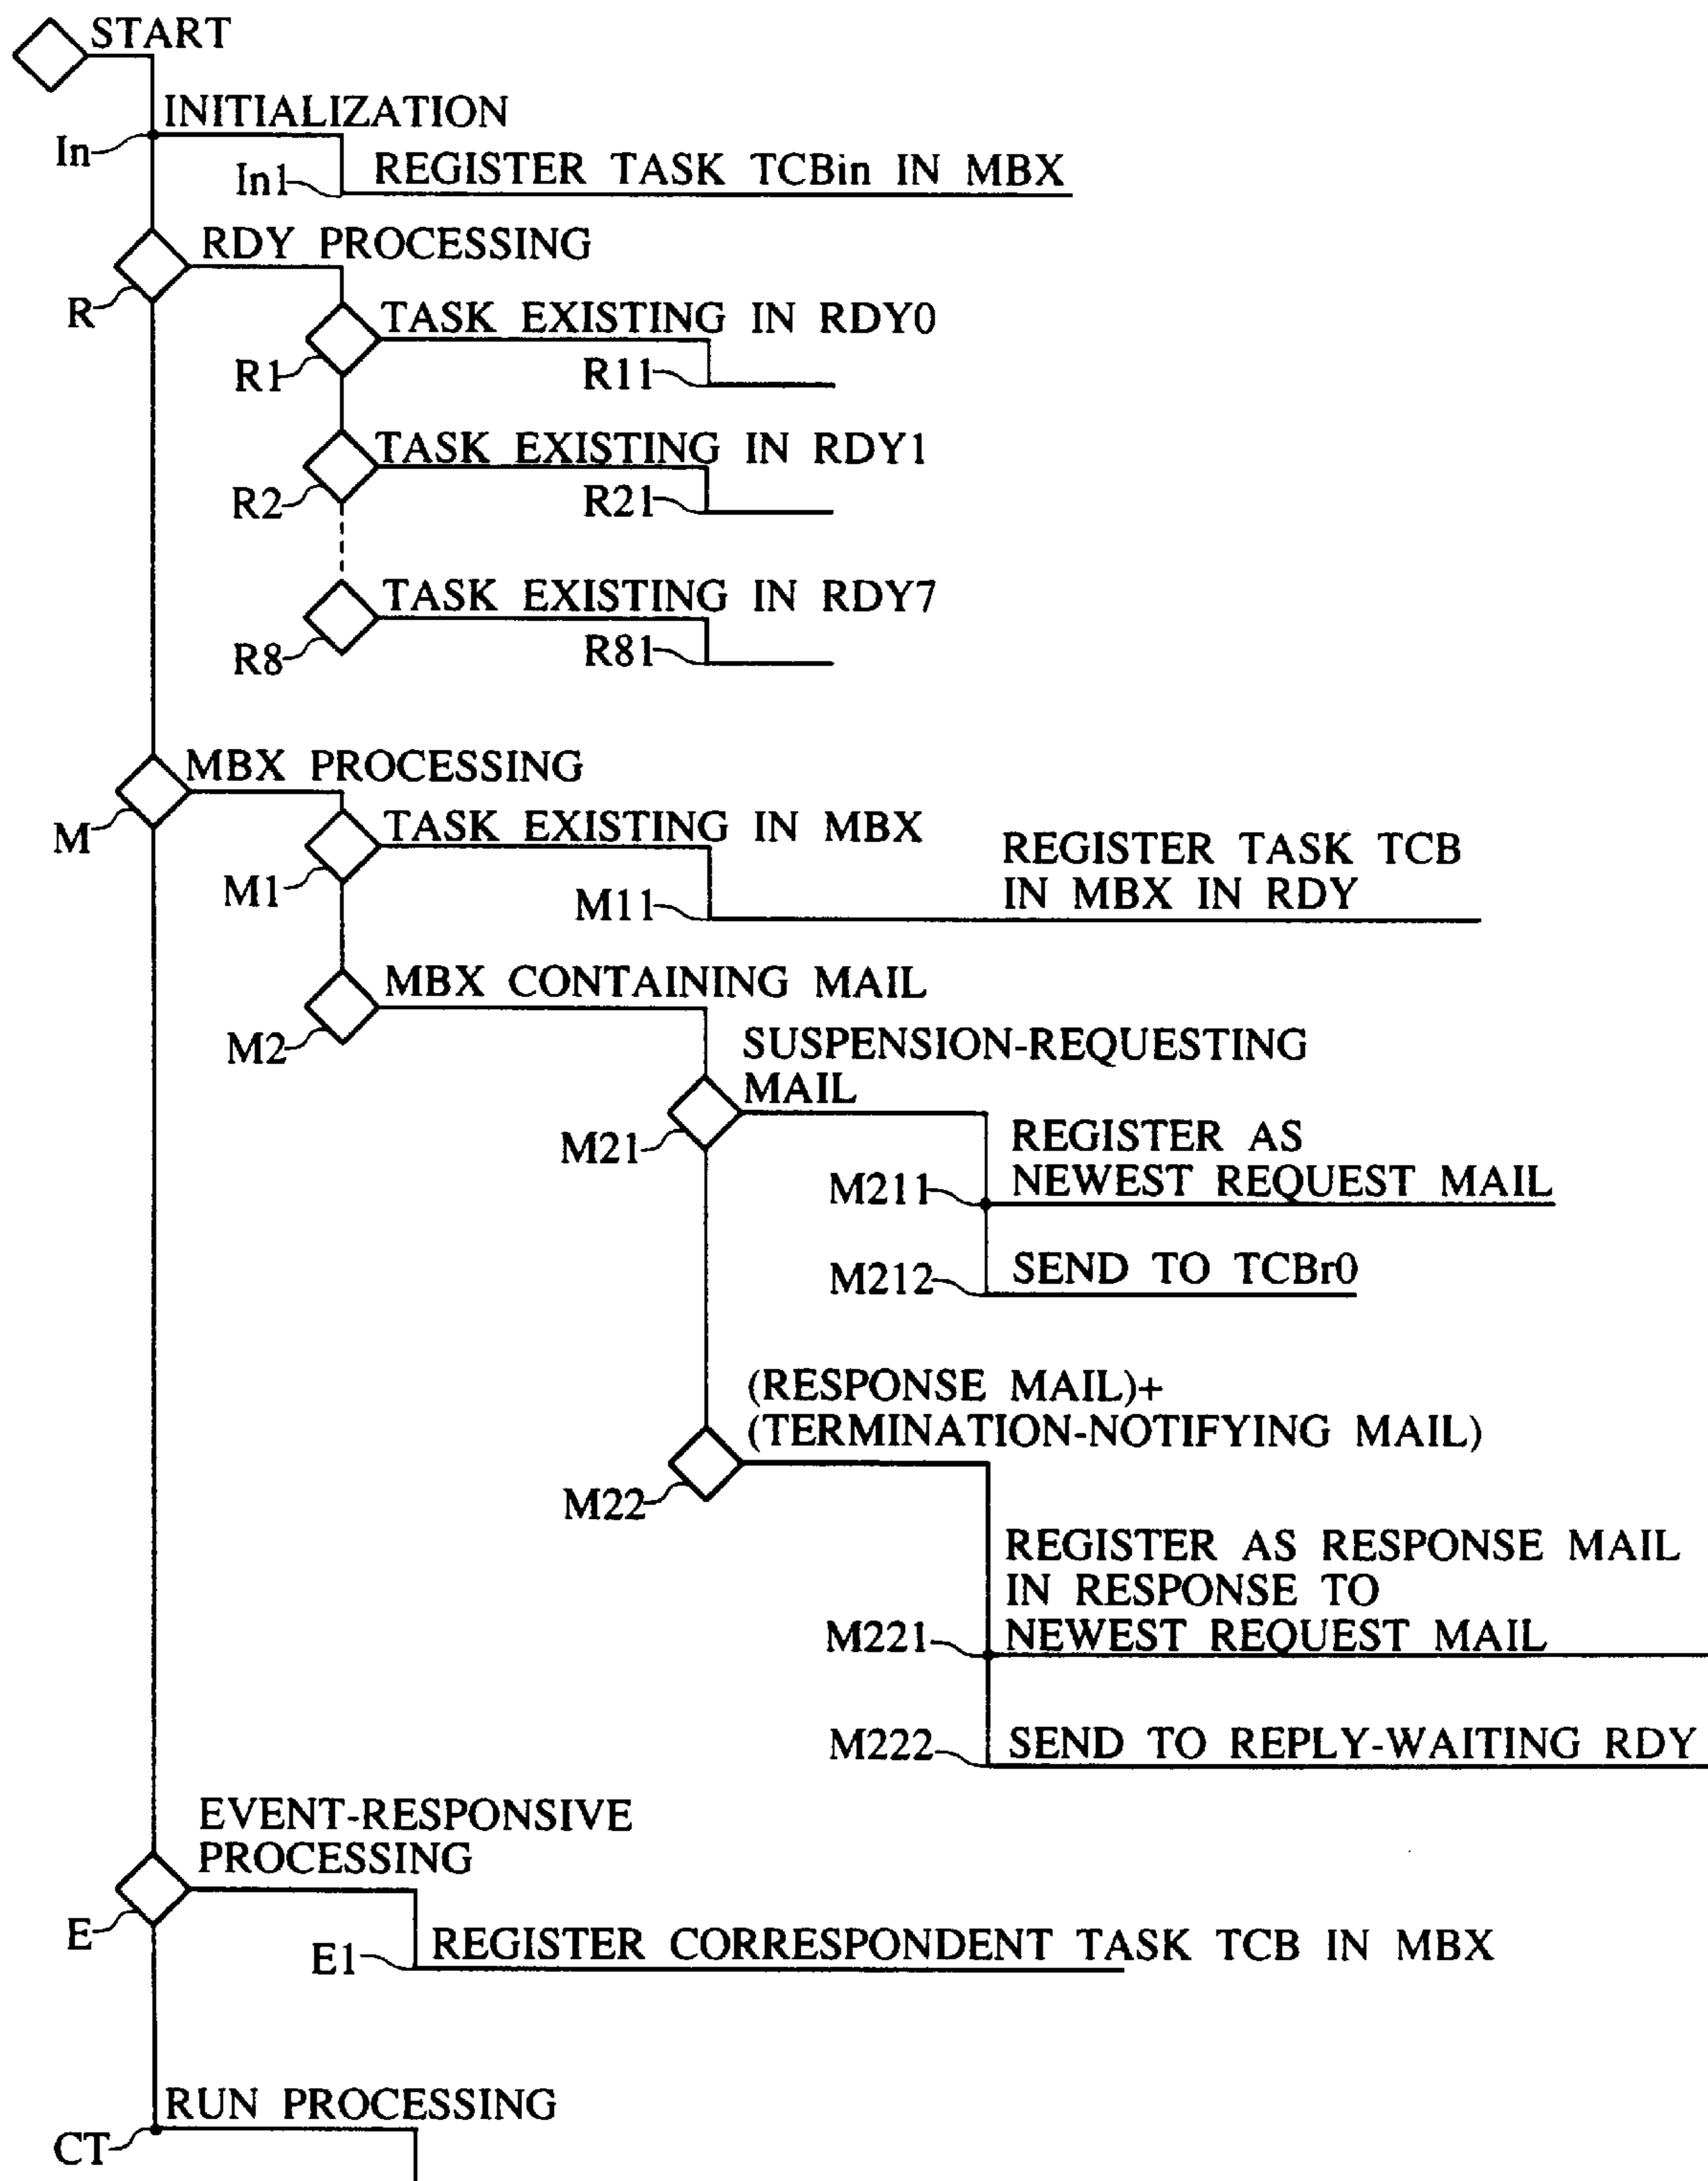 START
INITIALIZATION
In
In1 REGISTER TASK TCBin IN MBX
RDY PROCESSING
R
TASK EXISTING IN RDY0
R1
R11
TASK EXISTING IN RDY1
R2
R21
TASK EXISTING IN RDY7
R8
R81
MBX PROCESSING
M
TASK EXISTING IN MBX
M1
REGISTER TASK TCB
IN MBX IN RDY
M11
MBX CONTAINING MAIL
M2
SUSPENSION-REQUESTING
MAIL
M21
REGISTER AS
NEWEST REQUEST MAIL
M211
SEND TO TCBr0
M212
(RESPONSE MAIL)+
(TERMINATION-NOTIFYING MAIL)
M22
REGISTER AS RESPONSE MAIL
IN RESPONSE TO
NEWEST REQUEST MAIL
M221
M222 SEND TO REPLY-WAITING RDY
EVENT-RESPONSIVE
PROCESSING
E
E1 REGISTER CORRESPONDENT TASK TCB IN MBX
RUN PROCESSING
CT